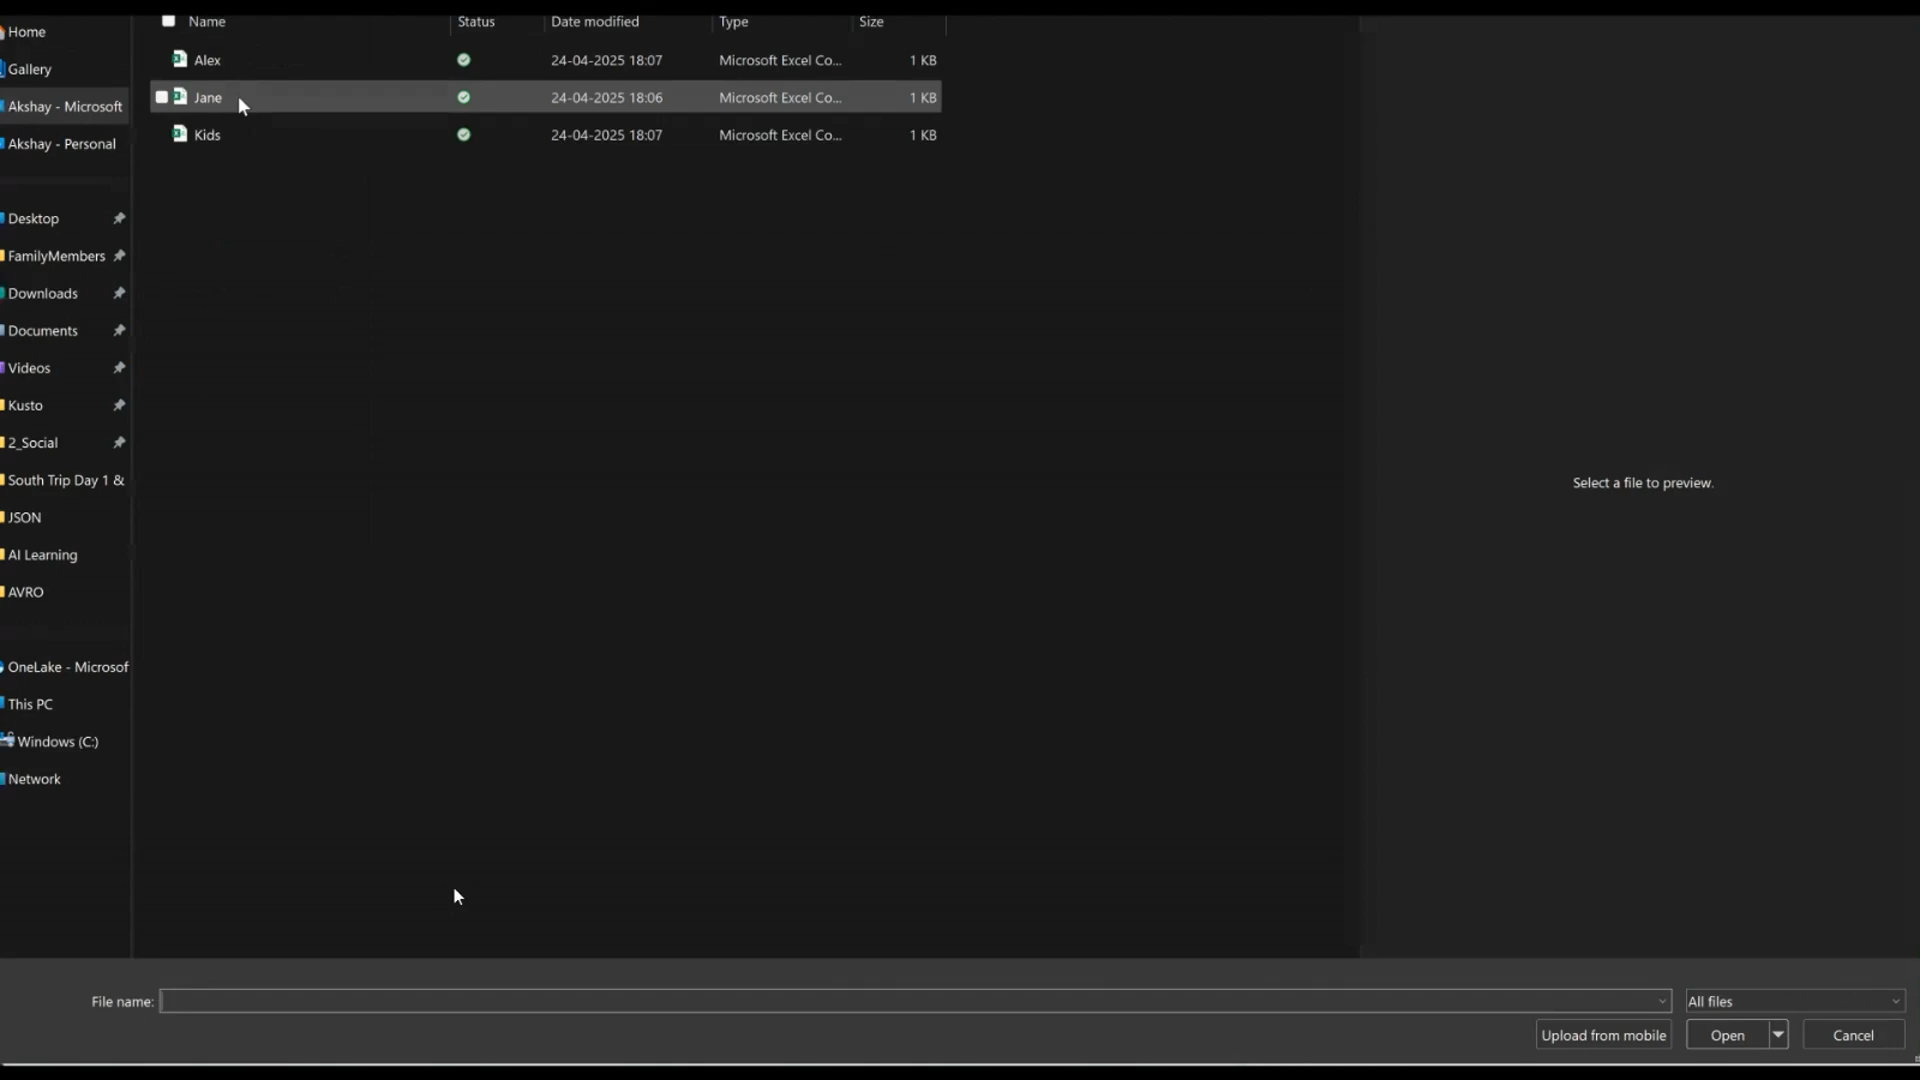 Name Status Date modified Type Size
Alex 24-04-2025 18:07 Microsoft Excel Co... 1 KB
Jane 24-04-2025 18:06 Microsoft Excel Co... 1 KB
Kids 24-04-2025 18:07 Microsoft Excel Co... 1 KB
Home
Gallery
Akshay - Microsoft
Akshay - Personal
Desktop
FamilyMembers
Downloads
Documents
Videos
Kusto
2_Social
South Trip Day 1 &
JSON
AI Learning
AVRO
OneLake - Microsof
This PC
Windows (C:)
Network
Select a file to preview.
File name:
All files
Upload from mobile
Open
Cancel